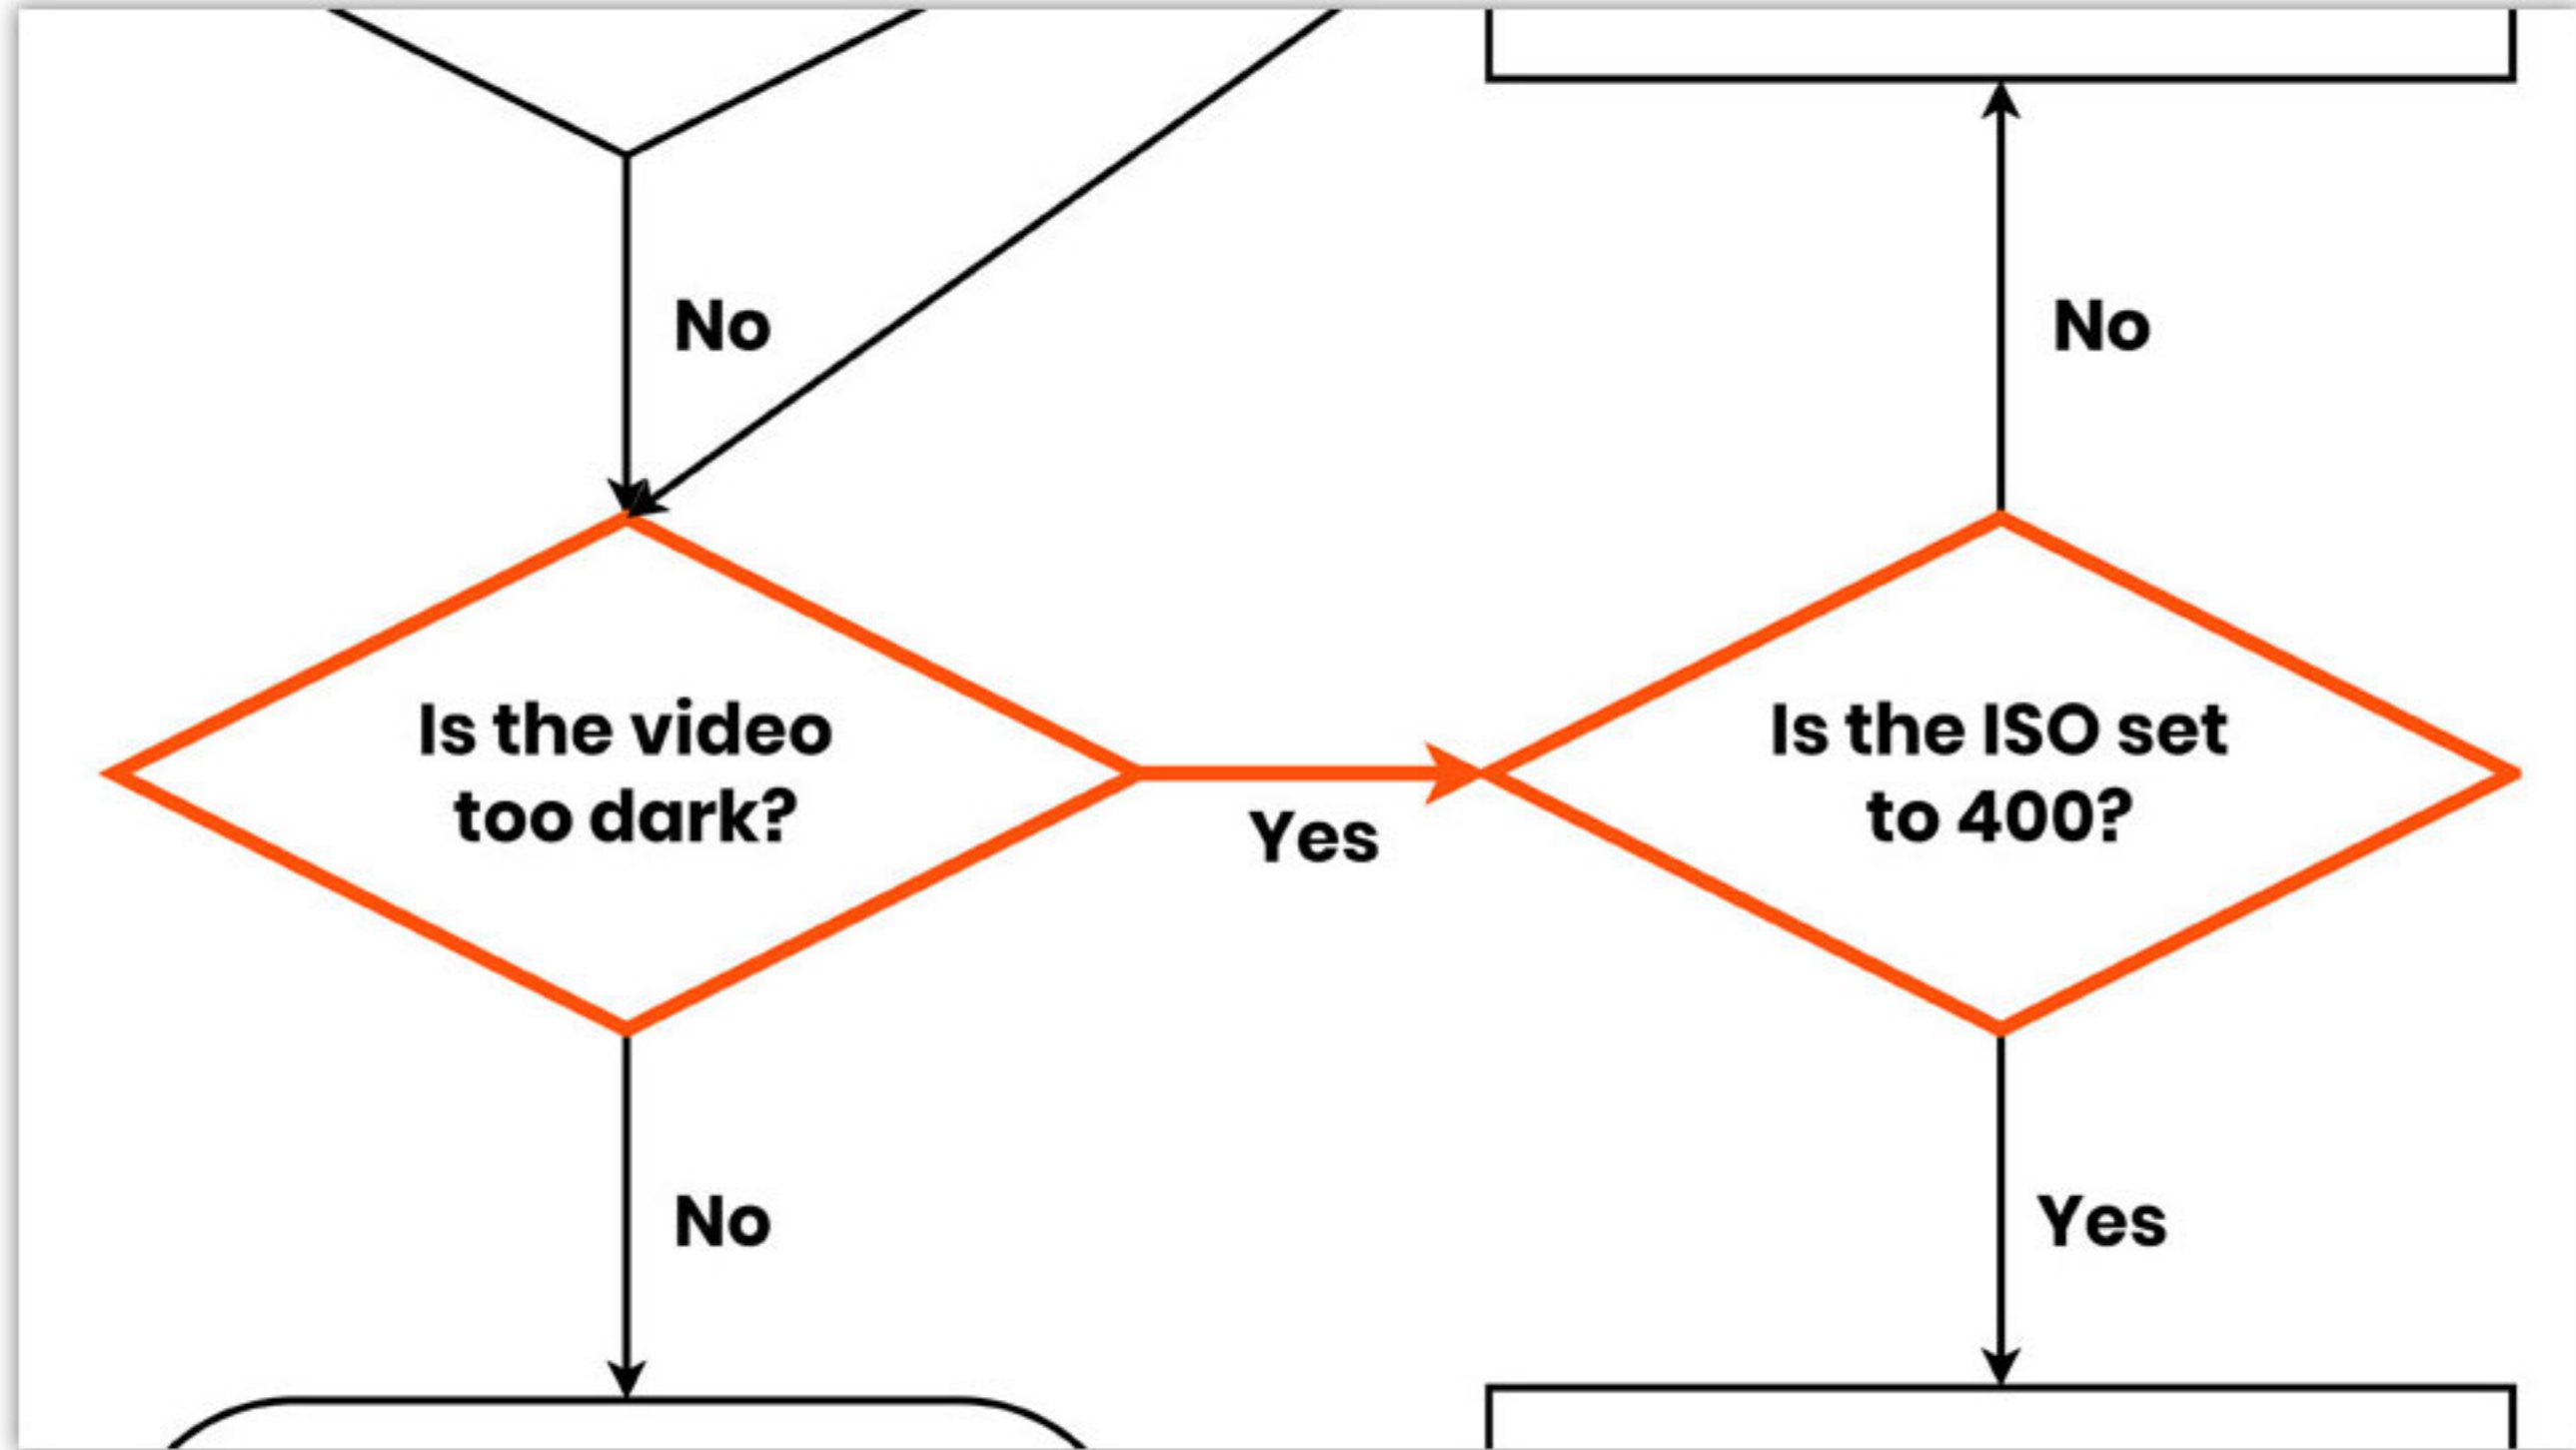 No
No
Is the video
too dark?
Yes
Is the ISO set
to 400?
No
Yes